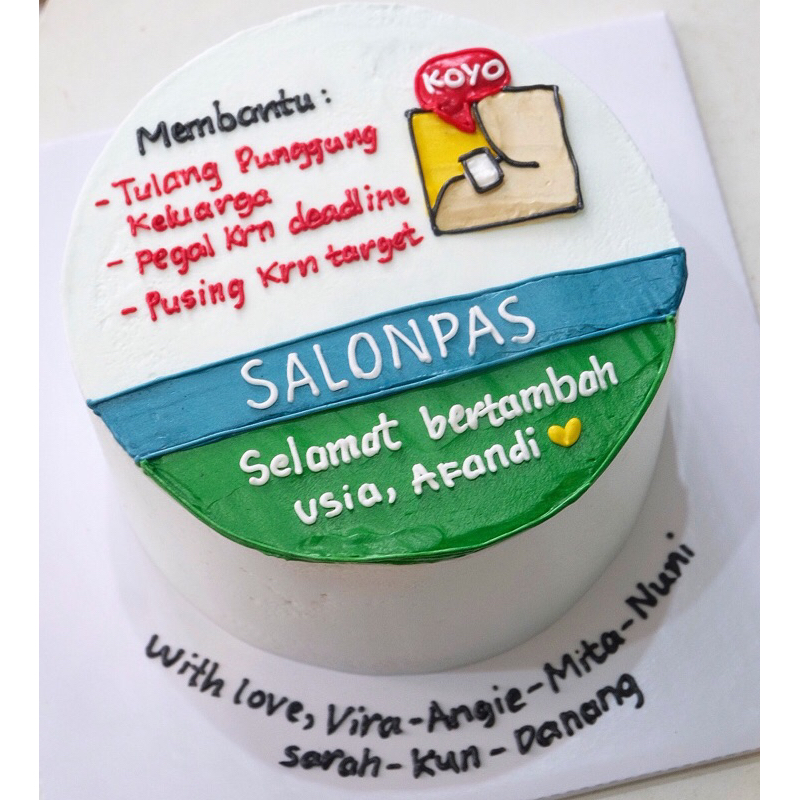 Membantu:
KOYO
- Tulang Punggung
Keluarga
- pegal krn deadline
- Pusing krn target
SALONPAS
Selamat bertambah
usia, AFandi
With love, Vira-Angie-Mita-Nuni
sarah-kun-Danang